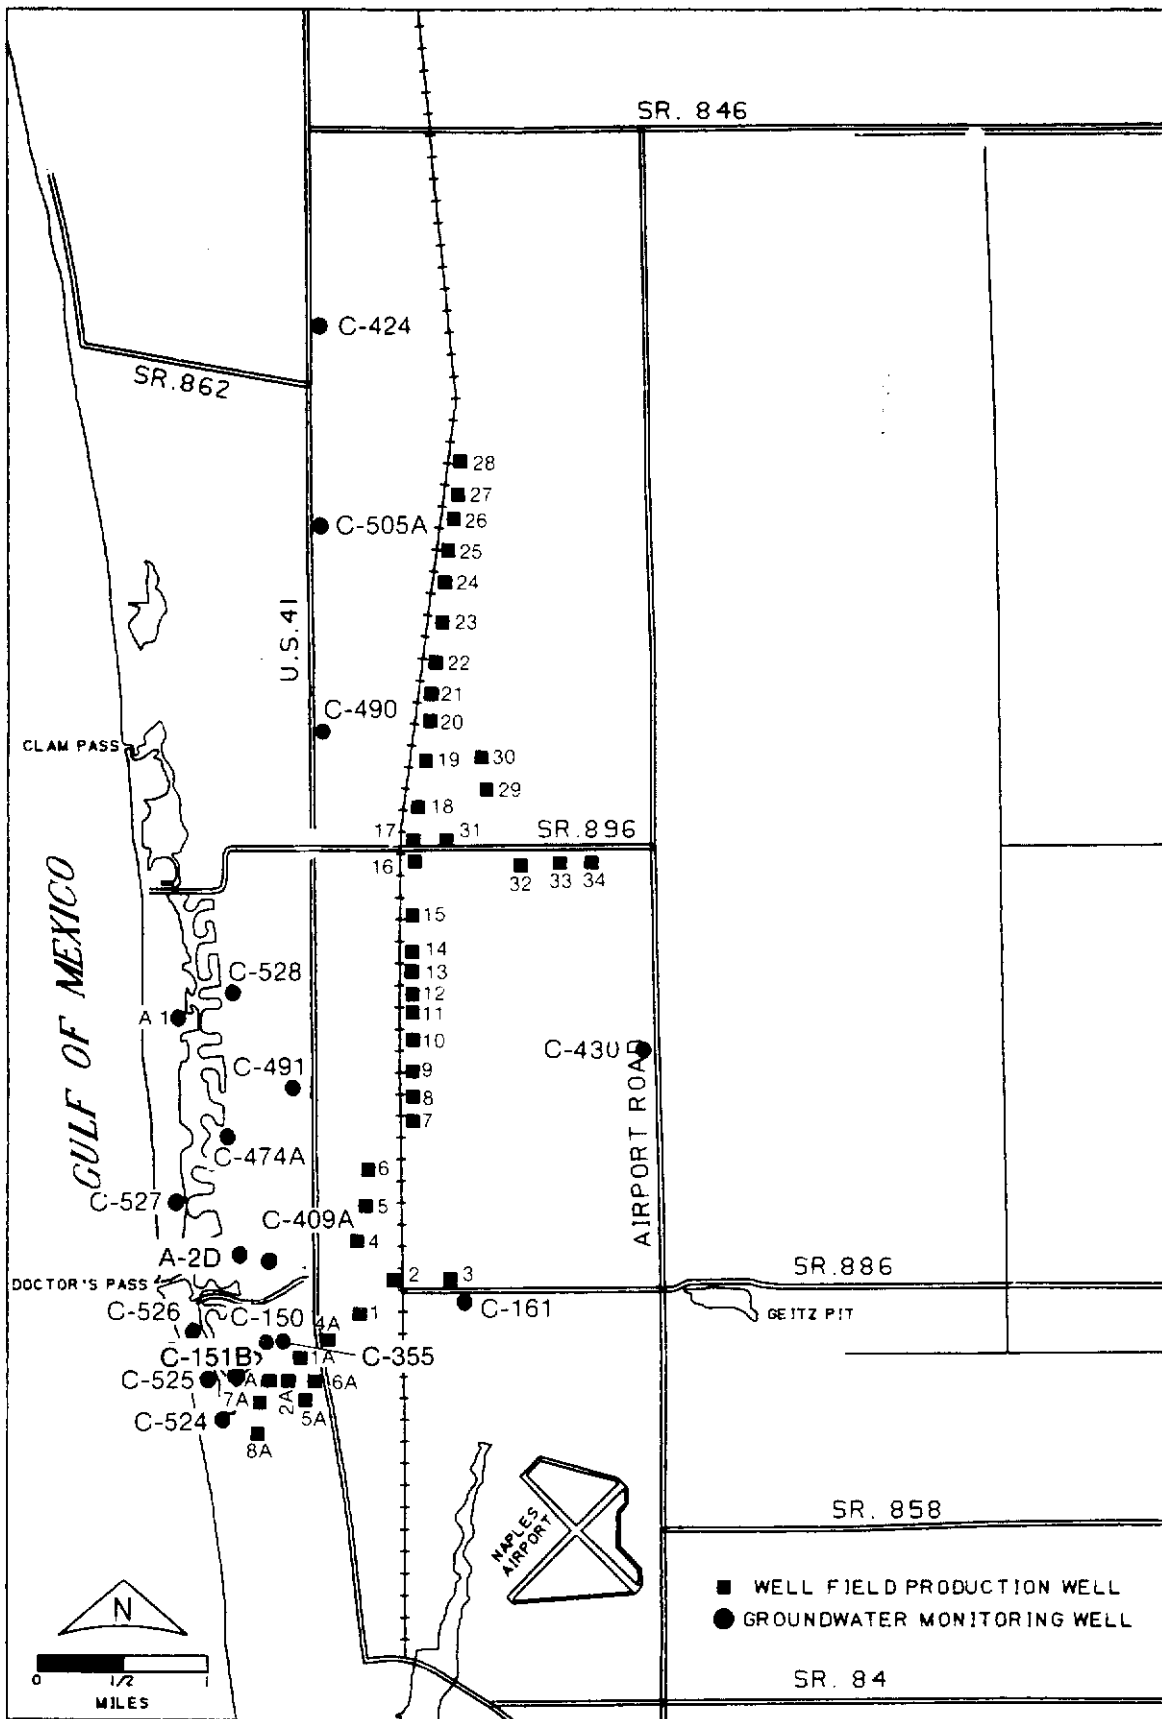 SR. 846
C-424
SR. 862
28
27
C-505A
26
25
24
23
U.S. 41
22
21
C-490
20
CLAM PASS
19
30
29
18
17
31
SR. 896
16
32
33
34
15
GULF OF MEXICO
14
C-528
13
12
A 1
11
10
C-430
C-491
9
8
7
C-474A
AIRPORT ROAD
6
C-527
5
C-409A
4
A-2D
SR. 886
DOCTOR'S PASS
2
3
C-526
C-150
1
C-161
GEITZ PIT
4A
C-151B
1A
C-355
C-525
A
2A
6A
7A
5A
C-524
8A
NAPLES
AIRPORT
SR. 858
WELL FIELD PRODUCTION WELL
N
GROUNDWATER MONITORING WELL
0
1/2
1
MILES
SR. 84